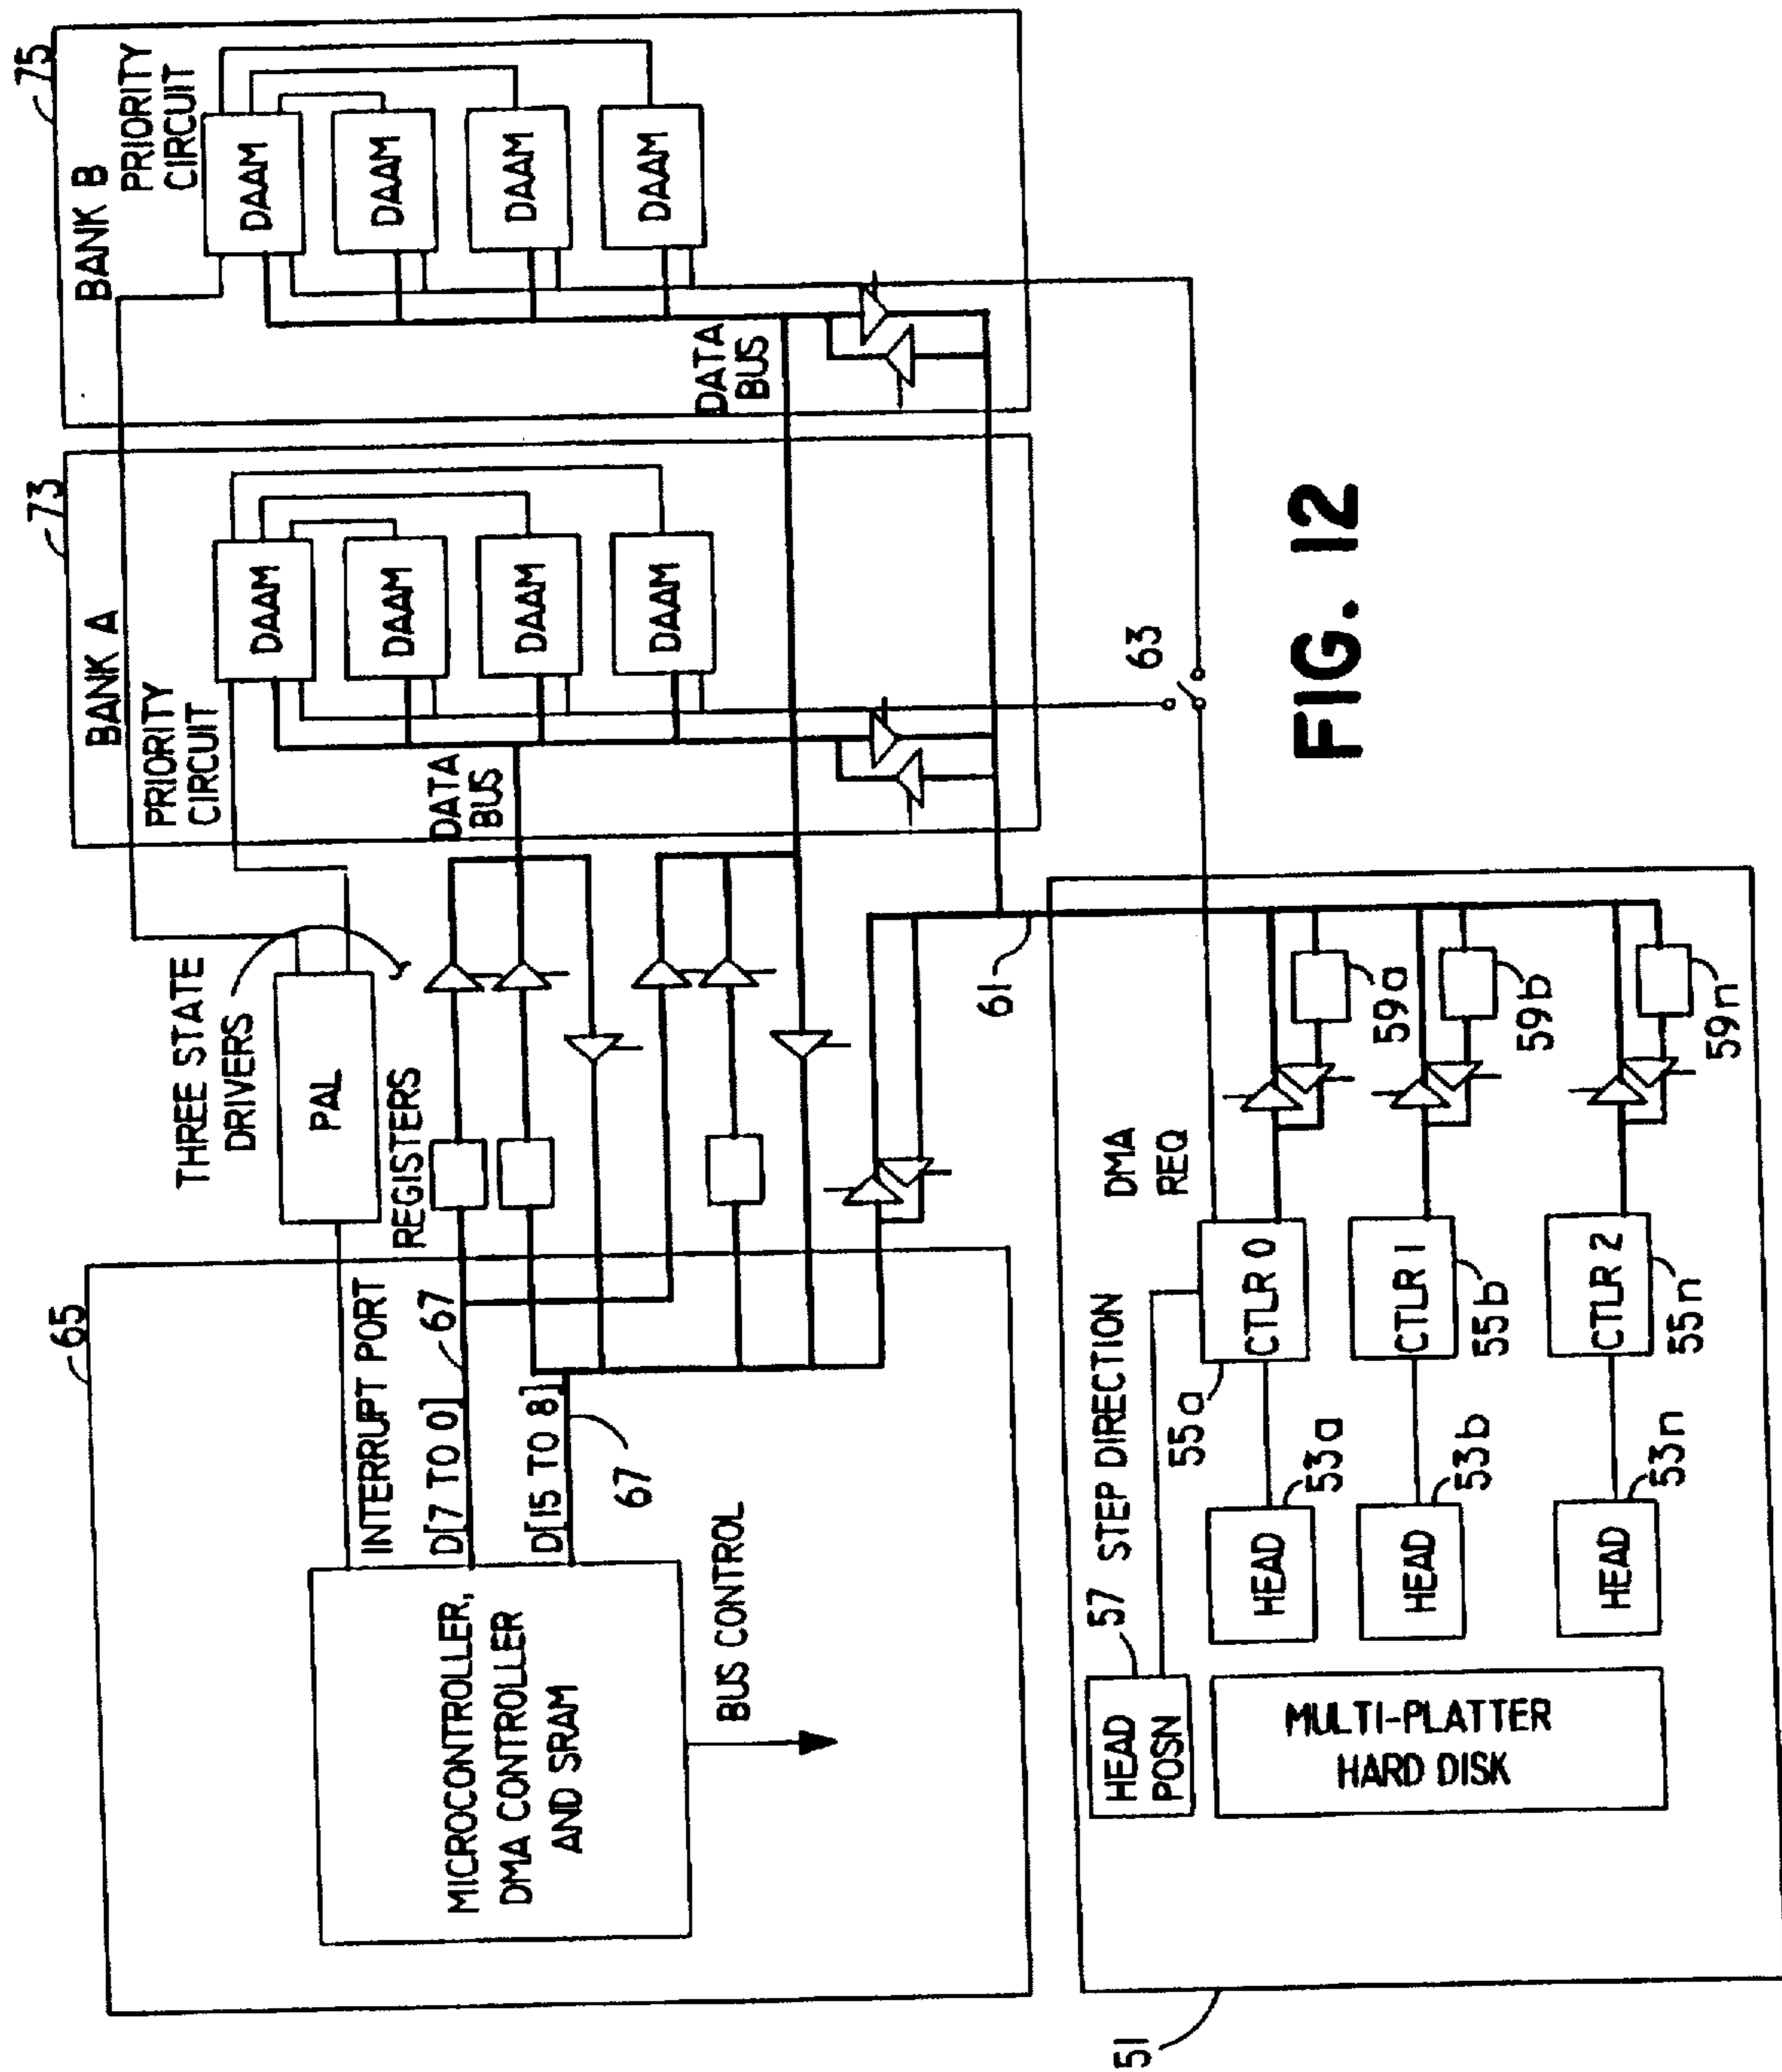 65
MICROCONTROLLER,
DMA CONTROLLER
AND SRAM
BUS CONTROL
INTERRUPT PORT
D[7 TO 0]
67
D[15 TO 8]
67
THREE STATE
DRIVERS
PAL
REGISTERS
73
BANK A
PRIORITY
CIRCUIT
DAAM
DAAM
DAAM
DAAM
DATA
BUS
75
BANK B
PRIORITY
CIRCUIT
DAAM
DAAM
DAAM
DAAM
DATA
BUS
51
57
STEP DIRECTION
HEAD
POSN
MULTI-PLATTER
HARD DISK
HEAD
53a
HEAD
53b
HEAD
53n
55a
CTLR 0
CTLR 1
55b
CTLR 2
55n
DMA
REQ
59a
59b
59n
61
63
FIG. 12